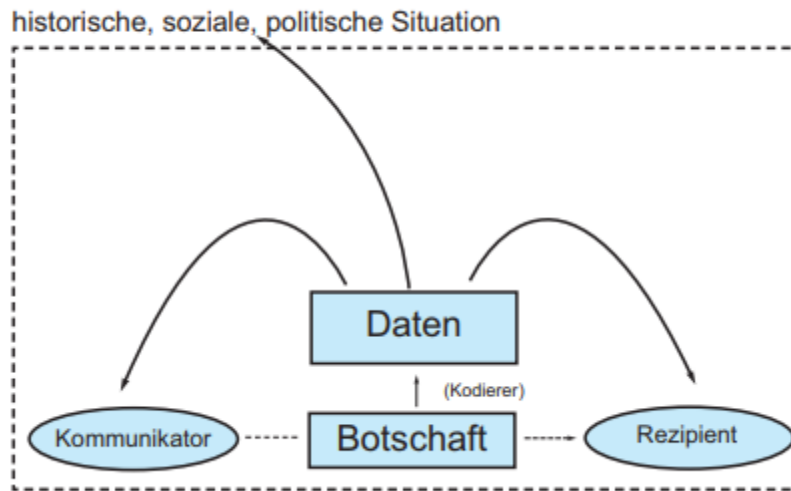 historische, soziale, politische Situation
Daten
(Kodierer)
Kommunikator
Botschaft
Rezipient